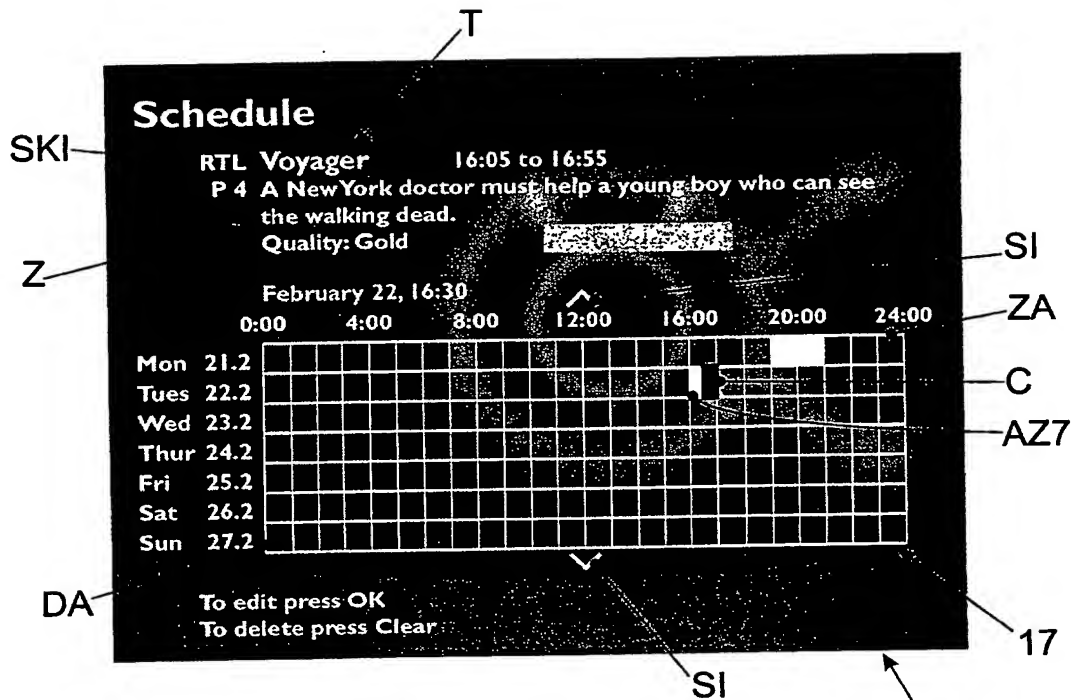 T
Schedule
SKI
RTL Voyager 16:05 to 16:55
P 4 A New York doctor must help a young boy who can see
the walking dead.
Quality: Gold
SI
Z
February 22, 16:30
ZA
0:00 4:00 8:00 12:00 16:00 20:00 24:00
Mon 21.2
Tues 22.2
C
Wed 23.2
AZ7
Thur 24.2
Fri 25.2
Sat 26.2
Sun 27.2
DA
To edit press OK
To delete press Clear
17
SI